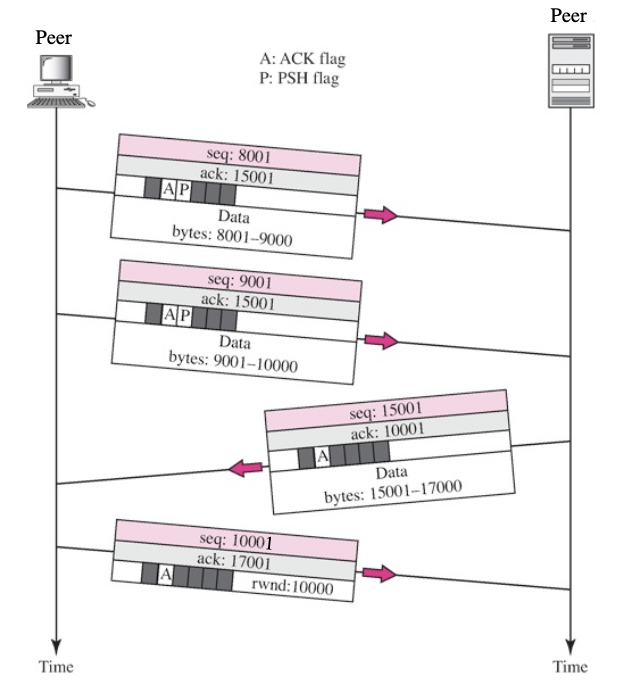 Peer
Peer
A: ACK flag
P: PSH flag
seq: 8001
ack: 15001
A P
Data
bytes: 8001–9000
seq: 9001
ack: 15001
A P
Data
bytes: 9001–10000
seq: 15001
ack: 10001
A
Data
bytes: 15001–17000
seq: 10001
ack: 17001
A
rwnd:10000
Time
Time